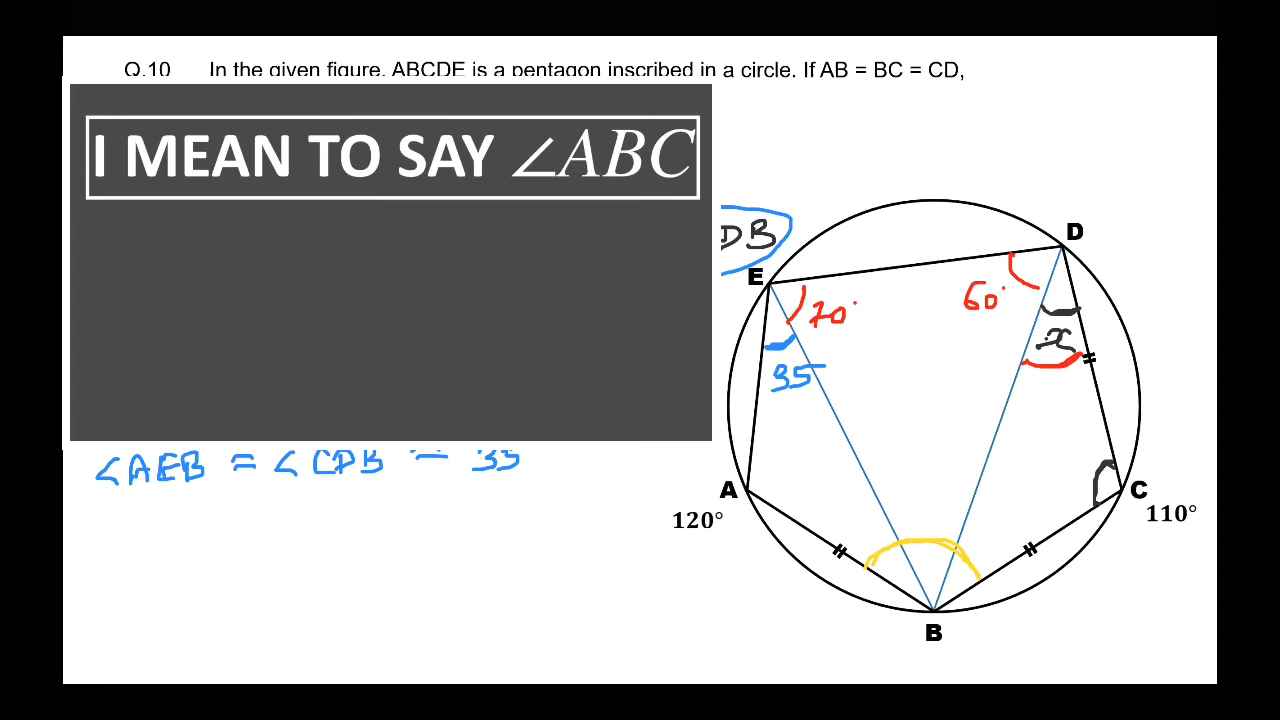 Q.10 In the given figure, ABCDE is a pentagon inscribed in a circle. If AB = BC = CD,
I MEAN TO SAY ∠ABC
DB
D
E
60°
70°
x
35
∠AEB = ∠CDB = 35
A
C
120°
110°
B